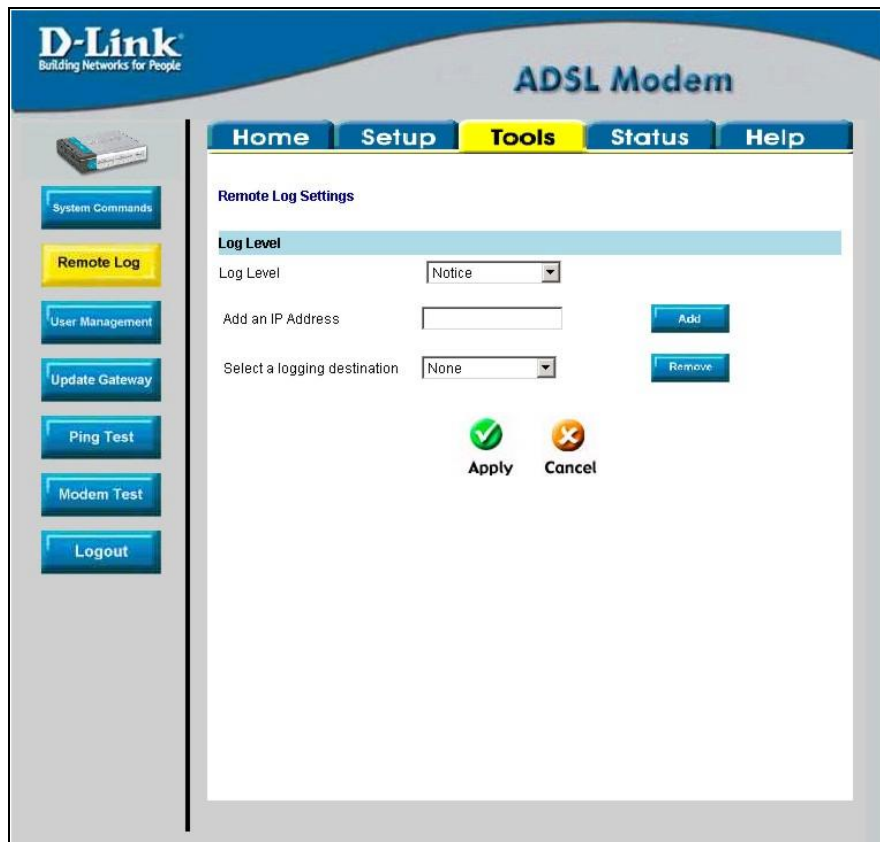 D-Link
Building Networks for People
ADSL Modem
Home Setup Tools Status Help
System Commands
Remote Log
User Management
Update Gateway
Ping Test
Modem Test
Logout
Remote Log Settings
Log Level
Log Level Notice
Add an IP Address Add
Select a logging destination None Remove
Apply Cancel